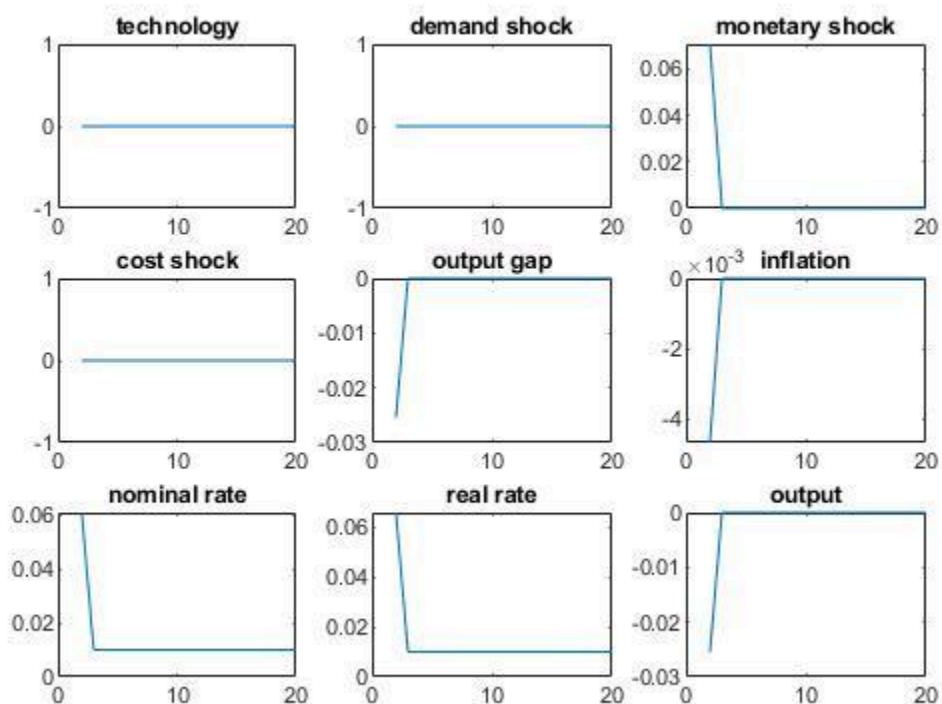 technology
1
0
-1
0 10 20
demand shock
1
0
-1
0 10 20
monetary shock
0.06
0.04
0.02
0
0 10 20
cost shock
1
0
-1
0 10 20
output gap
0
-0.01
-0.02
-0.03
0 10 20
×10-3 inflation
0
-2
-4
0 10 20
nominal rate
0.06
0.04
0.02
0
0 10 20
real rate
0.06
0.04
0.02
0
0 10 20
output
0
-0.01
-0.02
-0.03
0 10 20